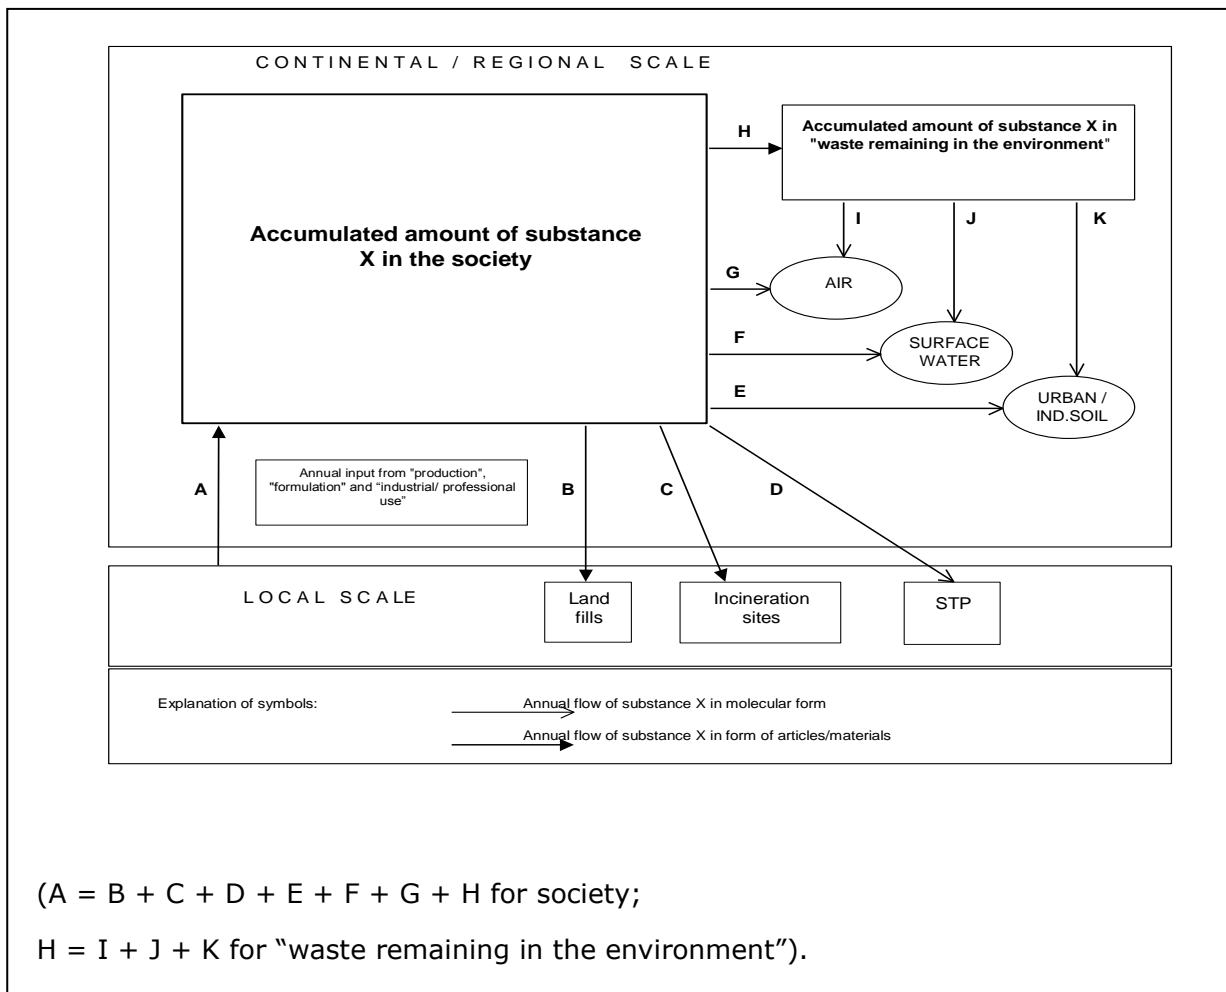 CONTINENTAL / REGIONAL SCALE
H
Accumulated amount of substance X in
"waste remaining in the environment"
Accumulated amount of substance
X in the society
I
J
K
G
AIR
F
SURFACE
WATER
E
URBAN /
IND.SOIL
A
Annual input from "production",
"formulation" and “industrial/ professional
use”
B
C
D
LOCAL SCALE
Land
fills
Incineration
sites
STP
Explanation of symbols:
Annual flow of substance X in molecular form
Annual flow of substance X in form of articles/materials
(A = B + C + D + E + F + G + H for society;
H = I + J + K for “waste remaining in the environment”).